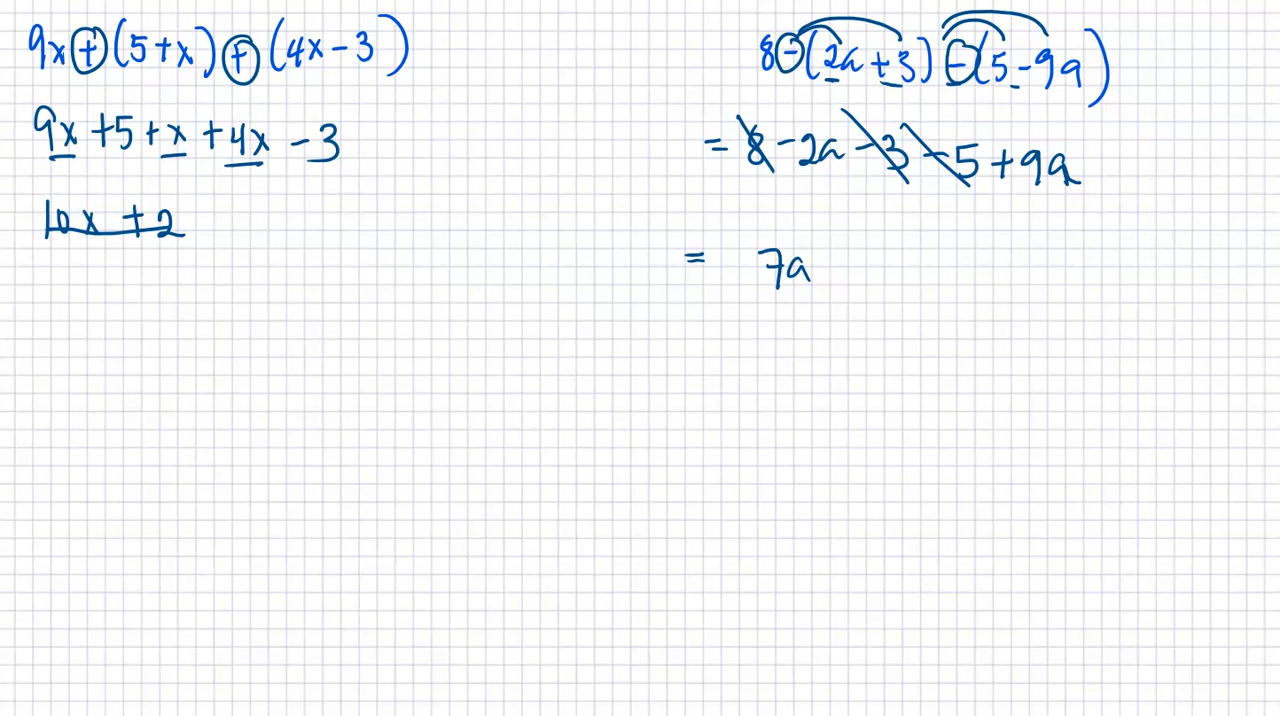 9x + (5+x) + (4x-3)
9x +5 +x +4x -3
10x +2
8-(2a+3)-(5-9a)
= 8 -2a -3 -5 +9a
= 7a